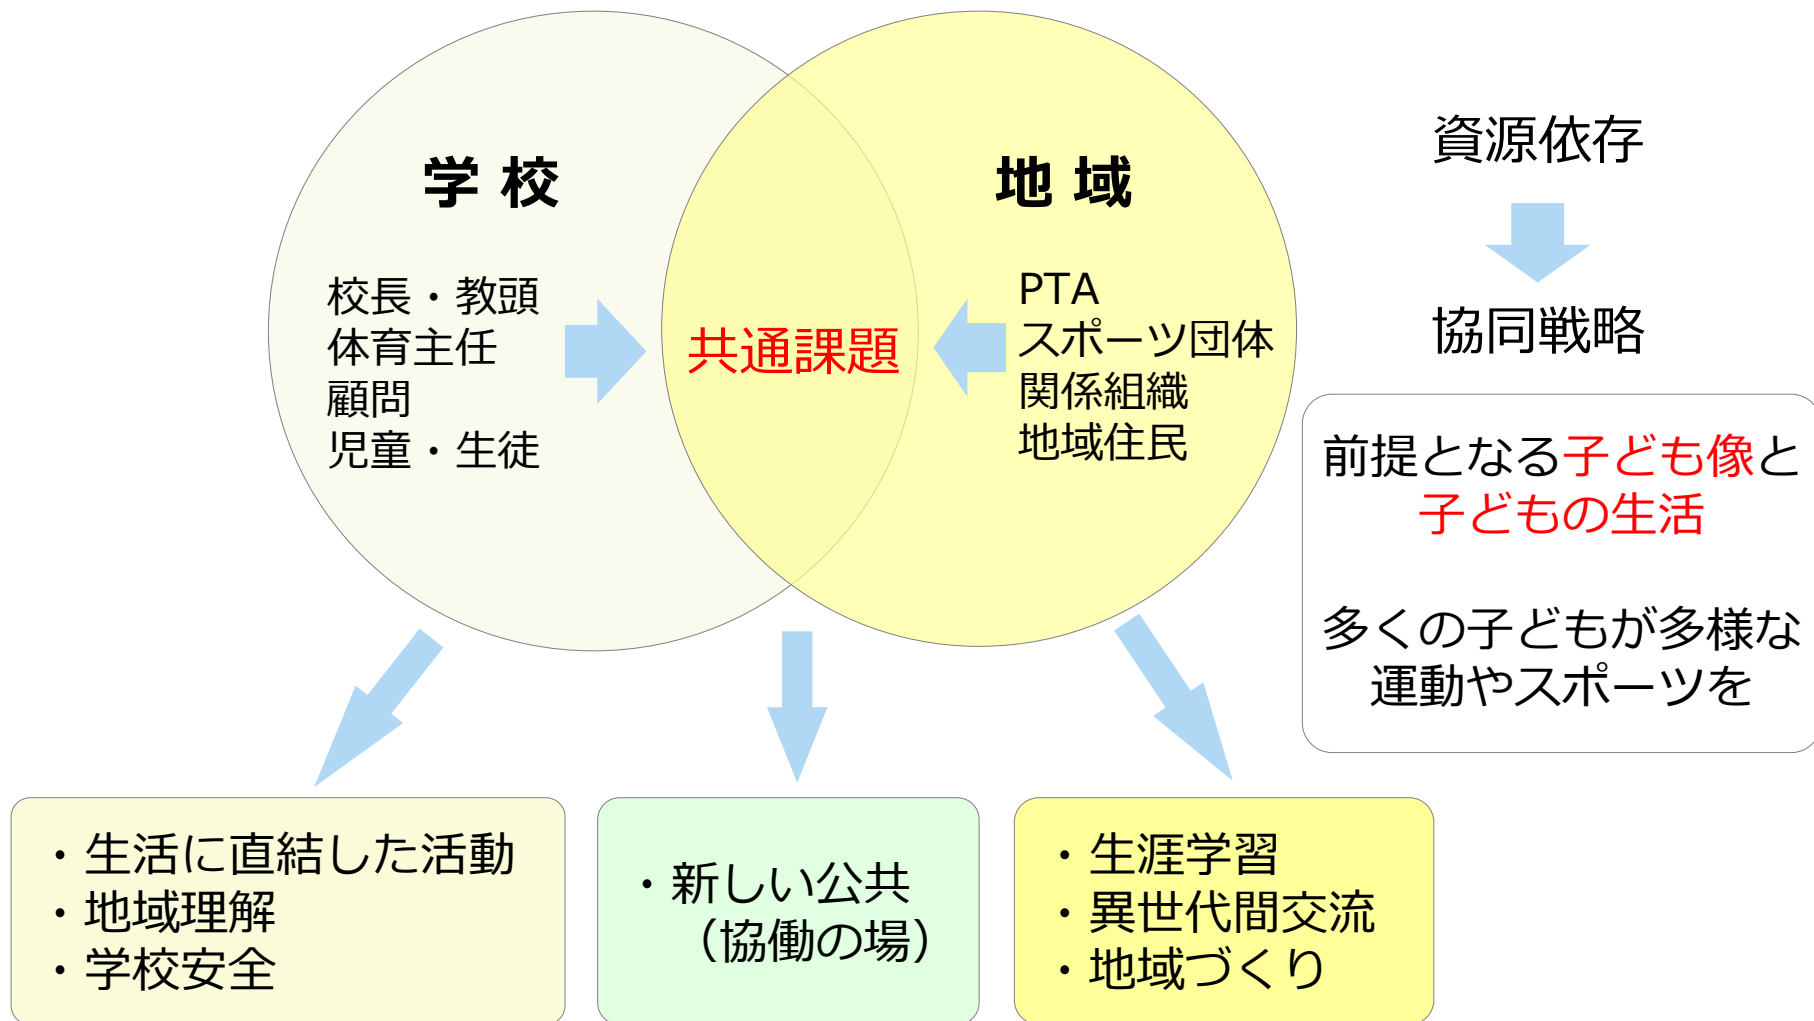 学 校
校長・教頭
体育主任
顧問
児童・生徒
共通課題
地 域
PTA
スポーツ団体
関係組織
地域住民
資源依存
協同戦略
前提となる子ども像と
子どもの生活
多くの子どもが多様な
運動やスポーツを
・生活に直結した活動
・地域理解
・学校安全
・新しい公共
（協働の場）
・生涯学習
・異世代間交流
・地域づくり